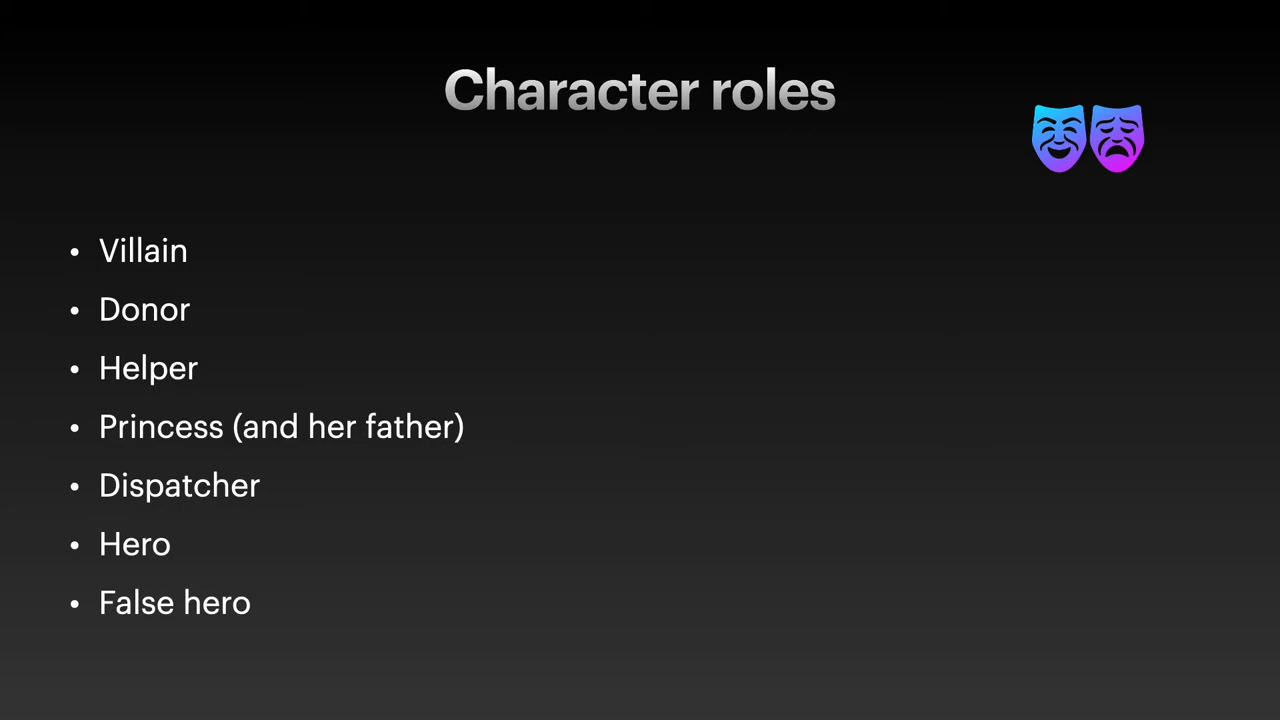 Character roles
• Villain
• Donor
• Helper
• Princess (and her father)
• Dispatcher
• Hero
• False hero